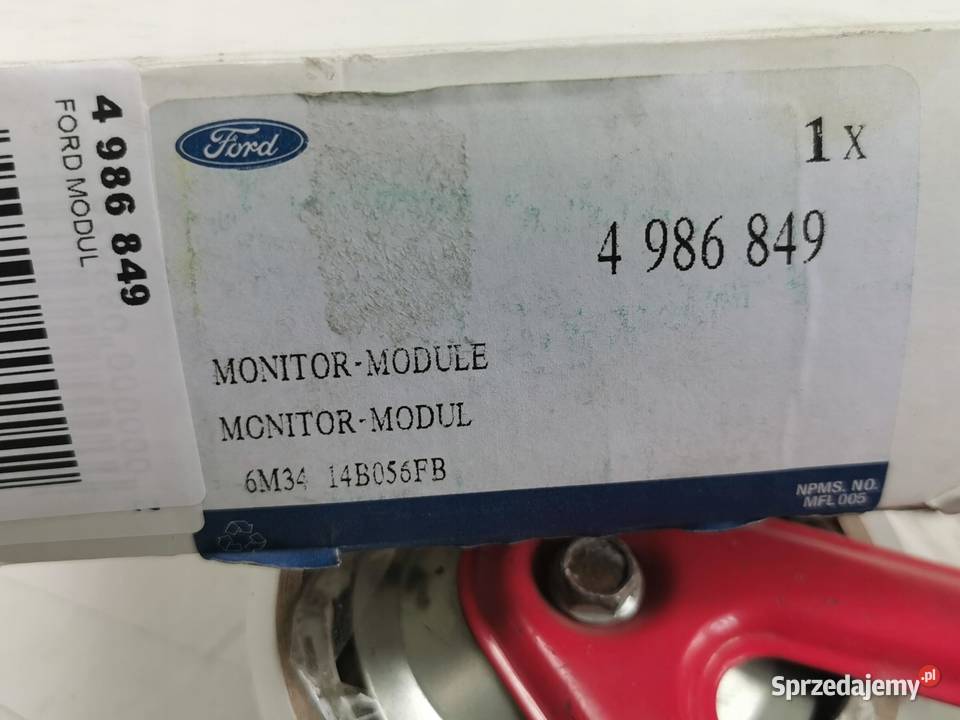 4 986 849
FORD MODUL
Ford
1 X
4 986 849
MONITOR-MODULE
MONITOR-MODUL
6M34 14B056FB
NPMS. NO.
MFL 005
Sprzedajemy.pl